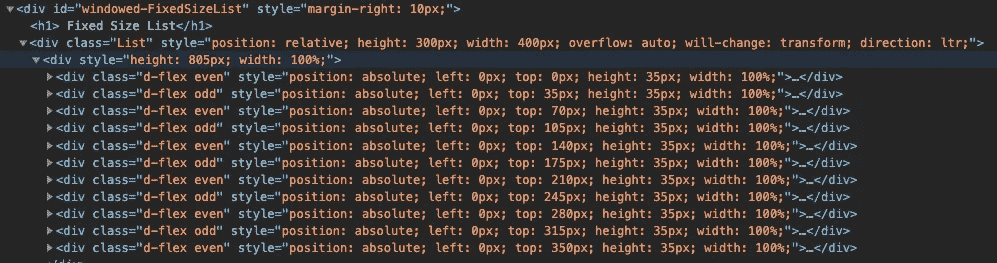 ▼<div id="windowed-FixedSizeList" style="margin-right: 10px;">
<h1> Fixed Size List</h1>
▼<div class="List" style="position: relative; height: 300px; width: 400px; overflow: auto; will-change: transform; direction: ltr;">
▼<div style="height: 805px; width: 100%;">
▶<div class="d-flex even" style="position: absolute; left: 0px; top: 0px; height: 35px; width: 100%;">…</div>
▶<div class="d-flex odd" style="position: absolute; left: 0px; top: 35px; height: 35px; width: 100%;">…</div>
▶<div class="d-flex even" style="position: absolute; left: 0px; top: 70px; height: 35px; width: 100%;">…</div>
▶<div class="d-flex odd" style="position: absolute; left: 0px; top: 105px; height: 35px; width: 100%;">…</div>
▶<div class="d-flex even" style="position: absolute; left: 0px; top: 140px; height: 35px; width: 100%;">…</div>
▶<div class="d-flex odd" style="position: absolute; left: 0px; top: 175px; height: 35px; width: 100%;">…</div>
▶<div class="d-flex even" style="position: absolute; left: 0px; top: 210px; height: 35px; width: 100%;">…</div>
▶<div class="d-flex odd" style="position: absolute; left: 0px; top: 245px; height: 35px; width: 100%;">…</div>
▶<div class="d-flex even" style="position: absolute; left: 0px; top: 280px; height: 35px; width: 100%;">…</div>
▶<div class="d-flex odd" style="position: absolute; left: 0px; top: 315px; height: 35px; width: 100%;">…</div>
▶<div class="d-flex even" style="position: absolute; left: 0px; top: 350px; height: 35px; width: 100%;">…</div>